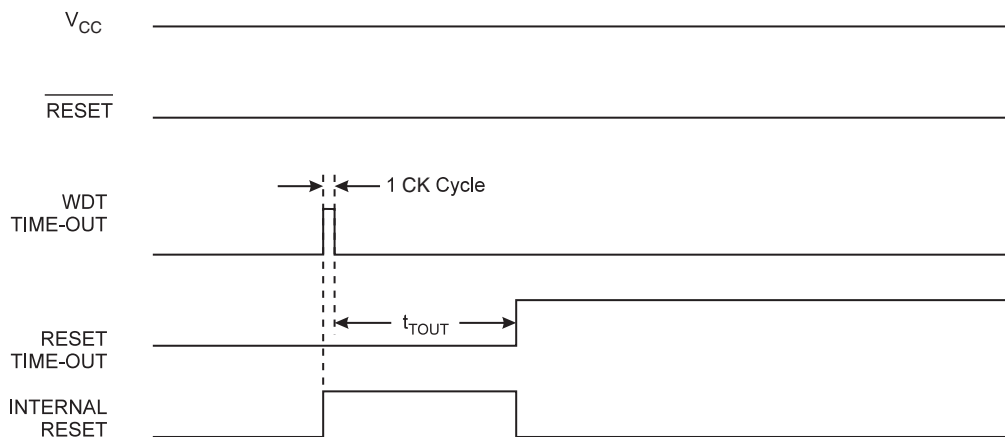 VCC
RESET
1 CK Cycle
WDT
TIME-OUT
tTOUT
RESET
TIME-OUT
INTERNAL
RESET